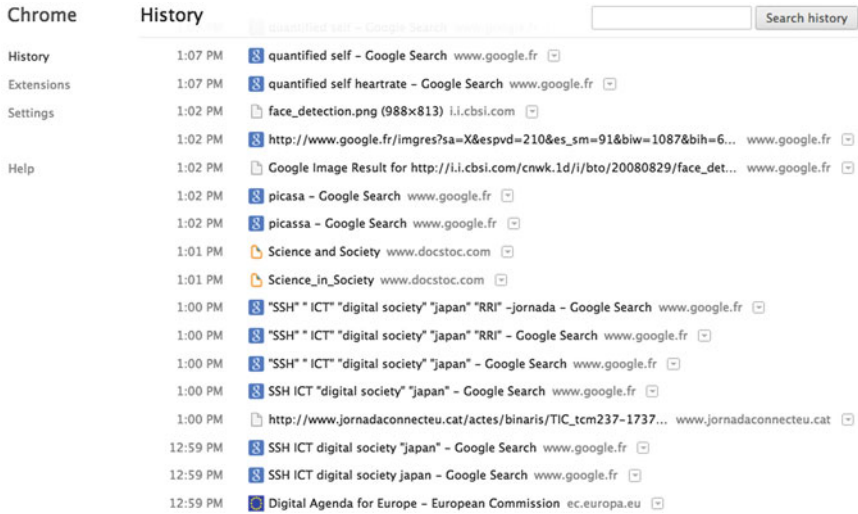 Chrome
History
Search history
History
Extensions
Settings
Help
1:07 PM quantified self – Google Search www.google.fr
1:07 PM quantified self heartrate – Google Search www.google.fr
1:02 PM face_detection.png (988×813) i.i.cbsi.com
1:02 PM http://www.google.fr/imgres?sa=X&espvd=210&es_sm=91&biw=1087&bih=6... www.google.fr
1:02 PM Google Image Result for http://i.i.cbsi.com/cnwk.1d/i/bto/20080829/face_det... www.google.fr
1:02 PM picasa – Google Search www.google.fr
1:02 PM picassa – Google Search www.google.fr
1:01 PM Science and Society www.docstoc.com
1:01 PM Science_in_Society www.docstoc.com
1:00 PM "SSH" " ICT" "digital society" "japan" "RRI" -jornada – Google Search www.google.fr
1:00 PM "SSH" " ICT" "digital society" "japan" "RRI" – Google Search www.google.fr
1:00 PM "SSH" " ICT" "digital society" "japan" – Google Search www.google.fr
1:00 PM SSH ICT "digital society" "japan" – Google Search www.google.fr
1:00 PM http://www.jornadaconnecteu.cat/actes/binaris/TIC_tcm237-1737... www.jornadaconnecteu.cat
12:59 PM SSH ICT digital society "japan" – Google Search www.google.fr
12:59 PM SSH ICT digital society japan – Google Search www.google.fr
12:59 PM Digital Agenda for Europe – European Commission ec.europa.eu